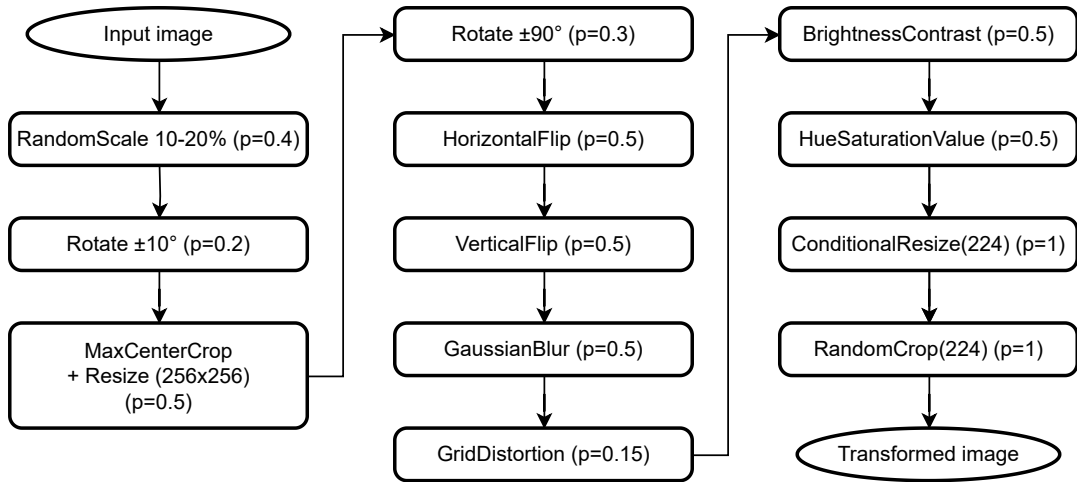 Input image
RandomScale 10-20% (p=0.4)
Rotate ±10° (p=0.2)
MaxCenterCrop
+ Resize (256x256)
(p=0.5)
Rotate ±90° (p=0.3)
HorizontalFlip (p=0.5)
VerticalFlip (p=0.5)
GaussianBlur (p=0.5)
GridDistortion (p=0.15)
BrightnessContrast (p=0.5)
HueSaturationValue (p=0.5)
ConditionalResize(224) (p=1)
RandomCrop(224) (p=1)
Transformed image